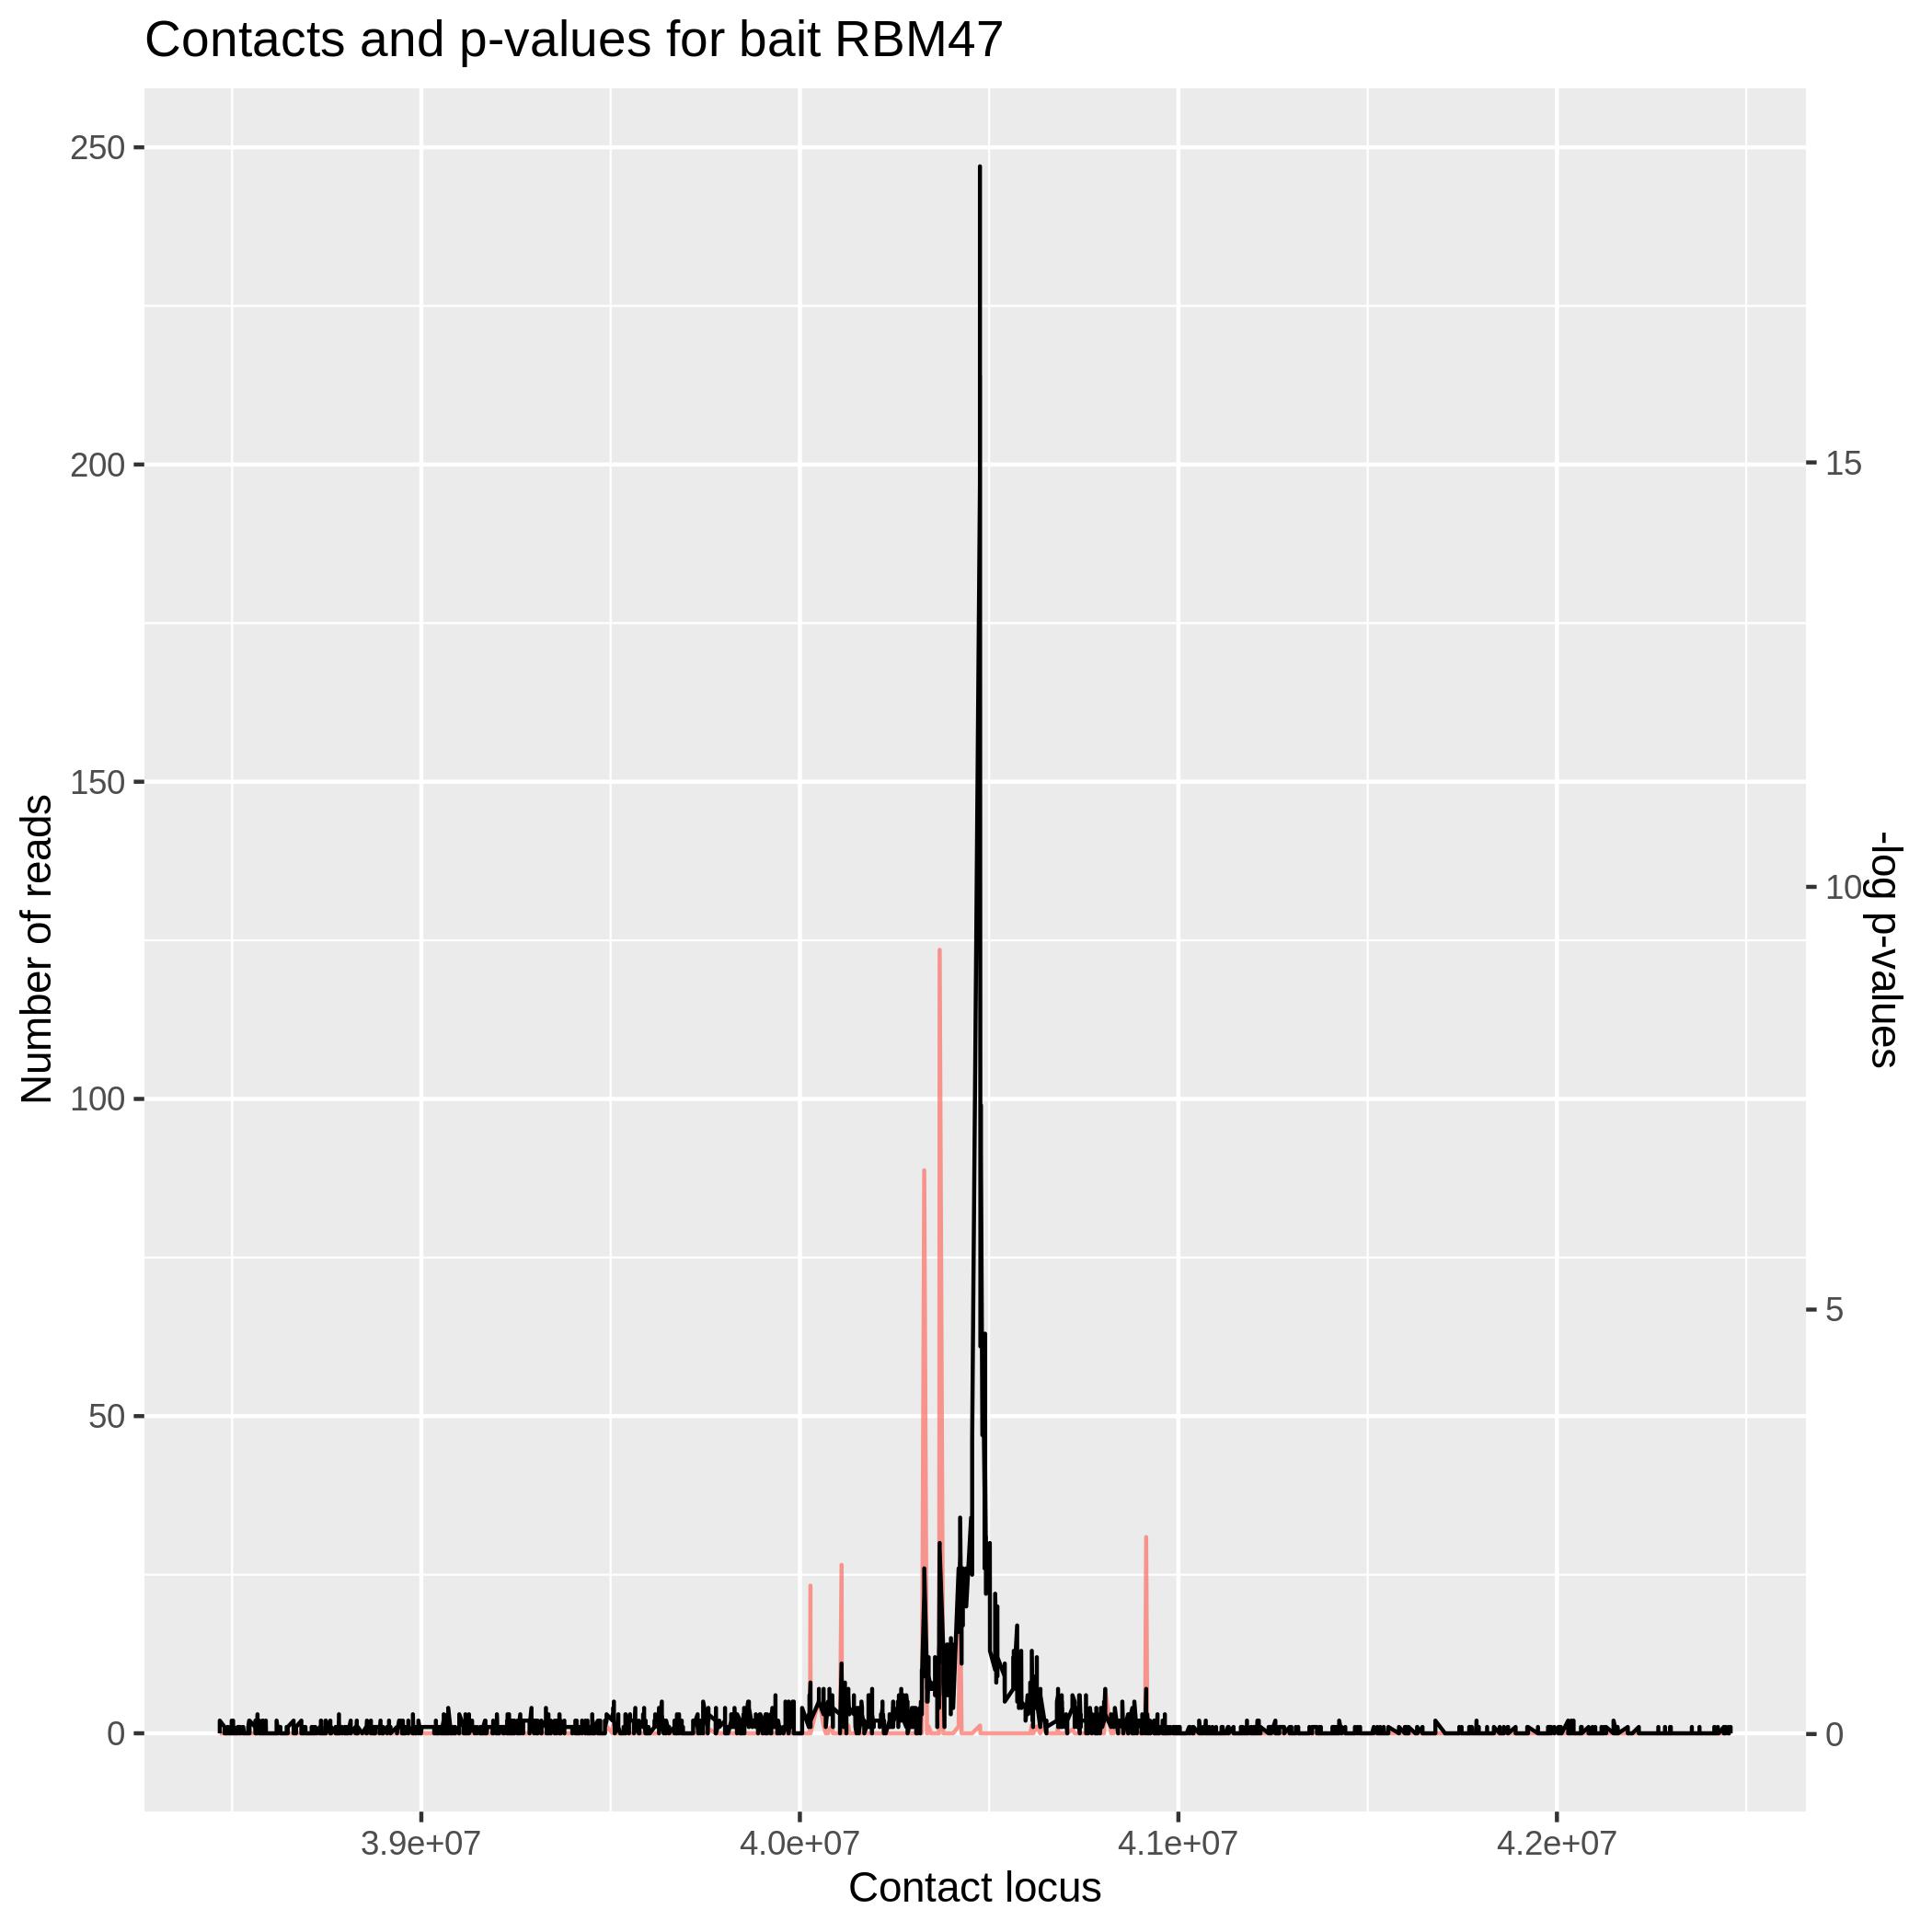 Contacts and p-values for bait RBM47
250
200
150
100
50
0
Number of reads
15
10
5
0
-log p-values
3.9e+07
4.0e+07
4.1e+07
4.2e+07
Contact locus